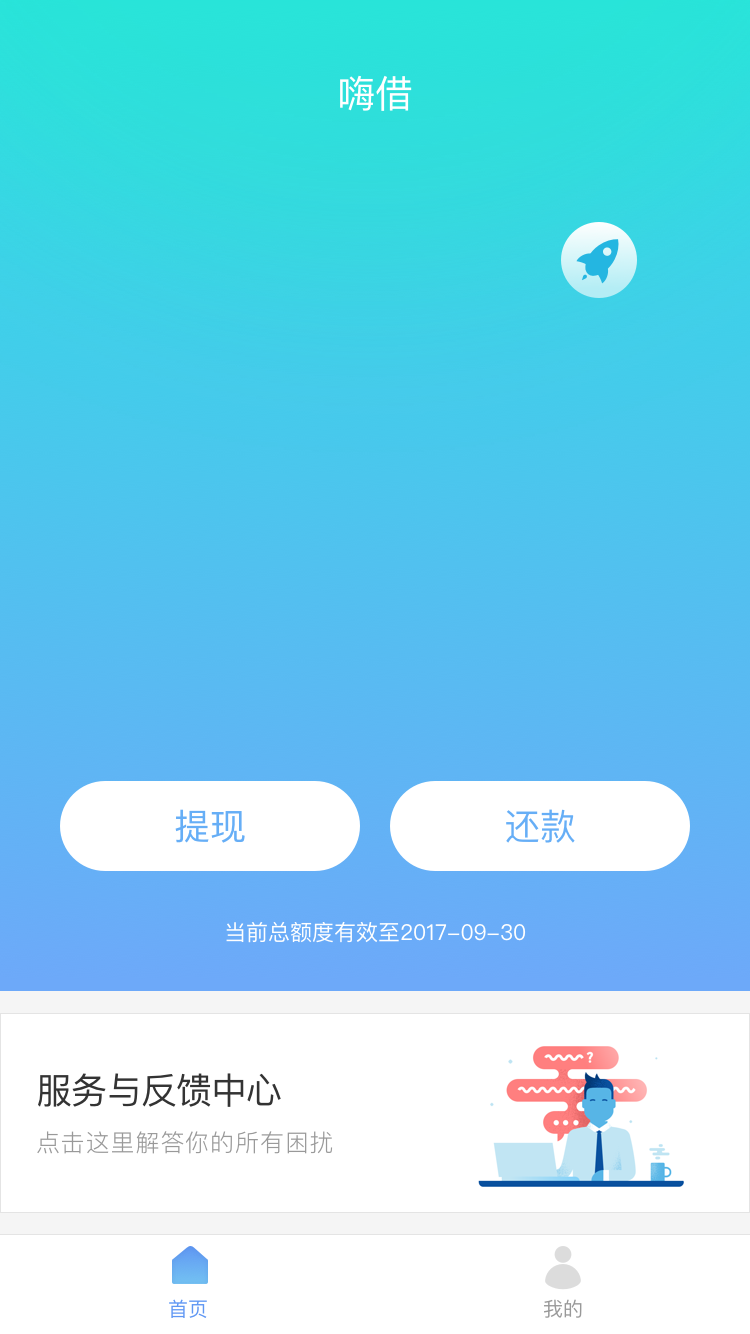 嗨借
提现
还款
当前总额度有效至2017-09-30
?
服务与反馈中心
点击这里解答你的所有困扰
首页
我的